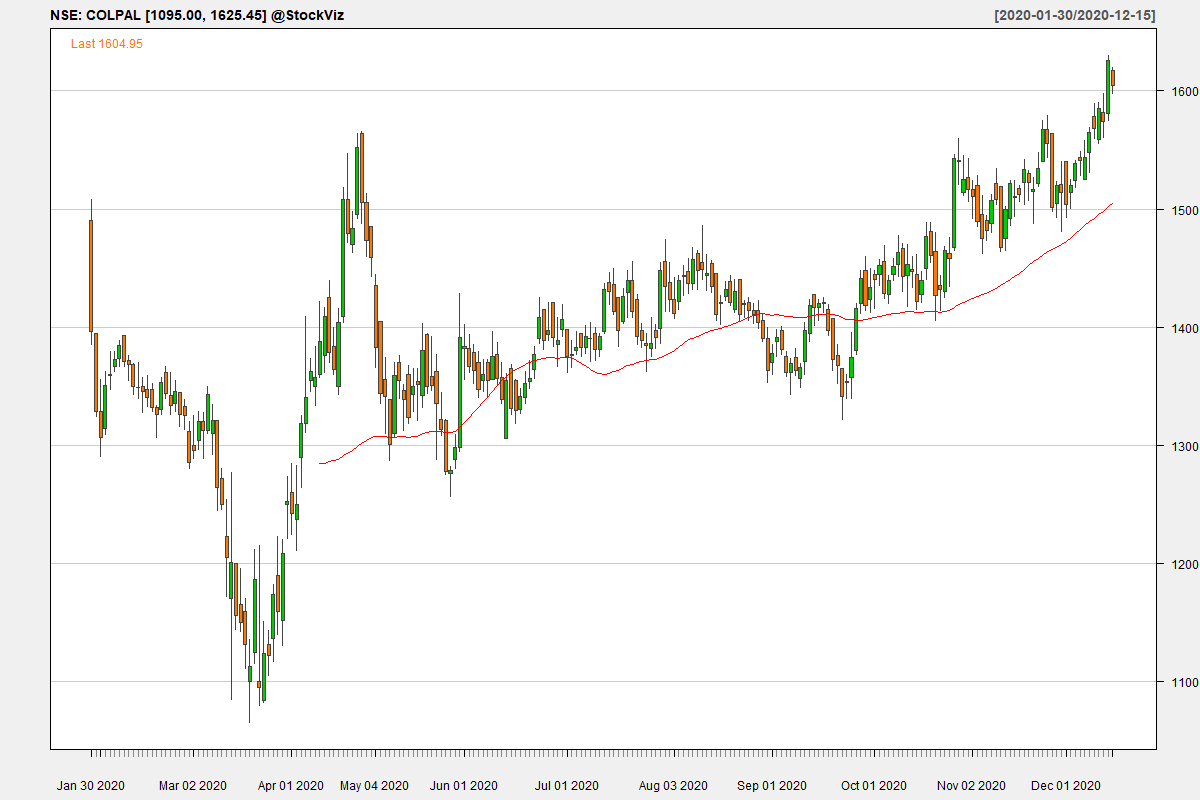 NSE: COLPAL [1095.00, 1625.45] @StockViz [2020-01-30/2020-12-15]
Last 1604.95
1600
1500
1400
1300
1200
1100
Jan 30 2020 Mar 02 2020 Apr 01 2020 May 04 2020 Jun 01 2020 Jul 01 2020 Aug 03 2020 Sep 01 2020 Oct 01 2020 Nov 02 2020 Dec 01 2020